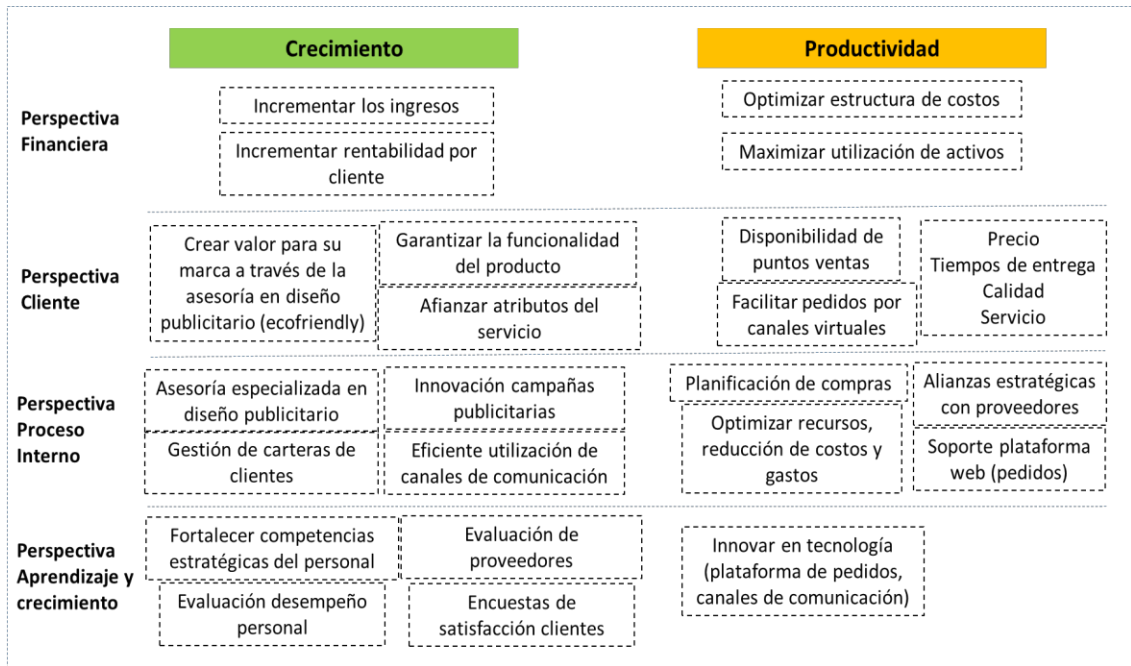 Crecimiento
Productividad
Perspectiva
Financiera
Incrementar los ingresos
Incrementar rentabilidad por
cliente
Optimizar estructura de costos
Maximizar utilización de activos
Perspectiva
Cliente
Crear valor para su
marca a través de la
asesoría en diseño
publicitario (ecofriendly)
Garantizar la funcionalidad
del producto
Afianzar atributos del
servicio
Disponibilidad de
puntos ventas
Facilitar pedidos por
canales virtuales
Precio
Tiempos de entrega
Calidad
Servicio
Perspectiva
Proceso
Interno
Asesoría especializada en
diseño publicitario
Gestión de carteras de
clientes
Innovación campañas
publicitarias
Eficiente utilización de
canales de comunicación
Planificación de compras
Optimizar recursos,
reducción de costos y
gastos
Alianzas estratégicas
con proveedores
Soporte plataforma
web (pedidos)
Perspectiva
Aprendizaje y
crecimiento
Fortalecer competencias
estratégicas del personal
Evaluación desempeño
personal
Evaluación de
proveedores
Encuestas de
satisfacción clientes
Innovar en tecnología
(plataforma de pedidos,
canales de comunicación)